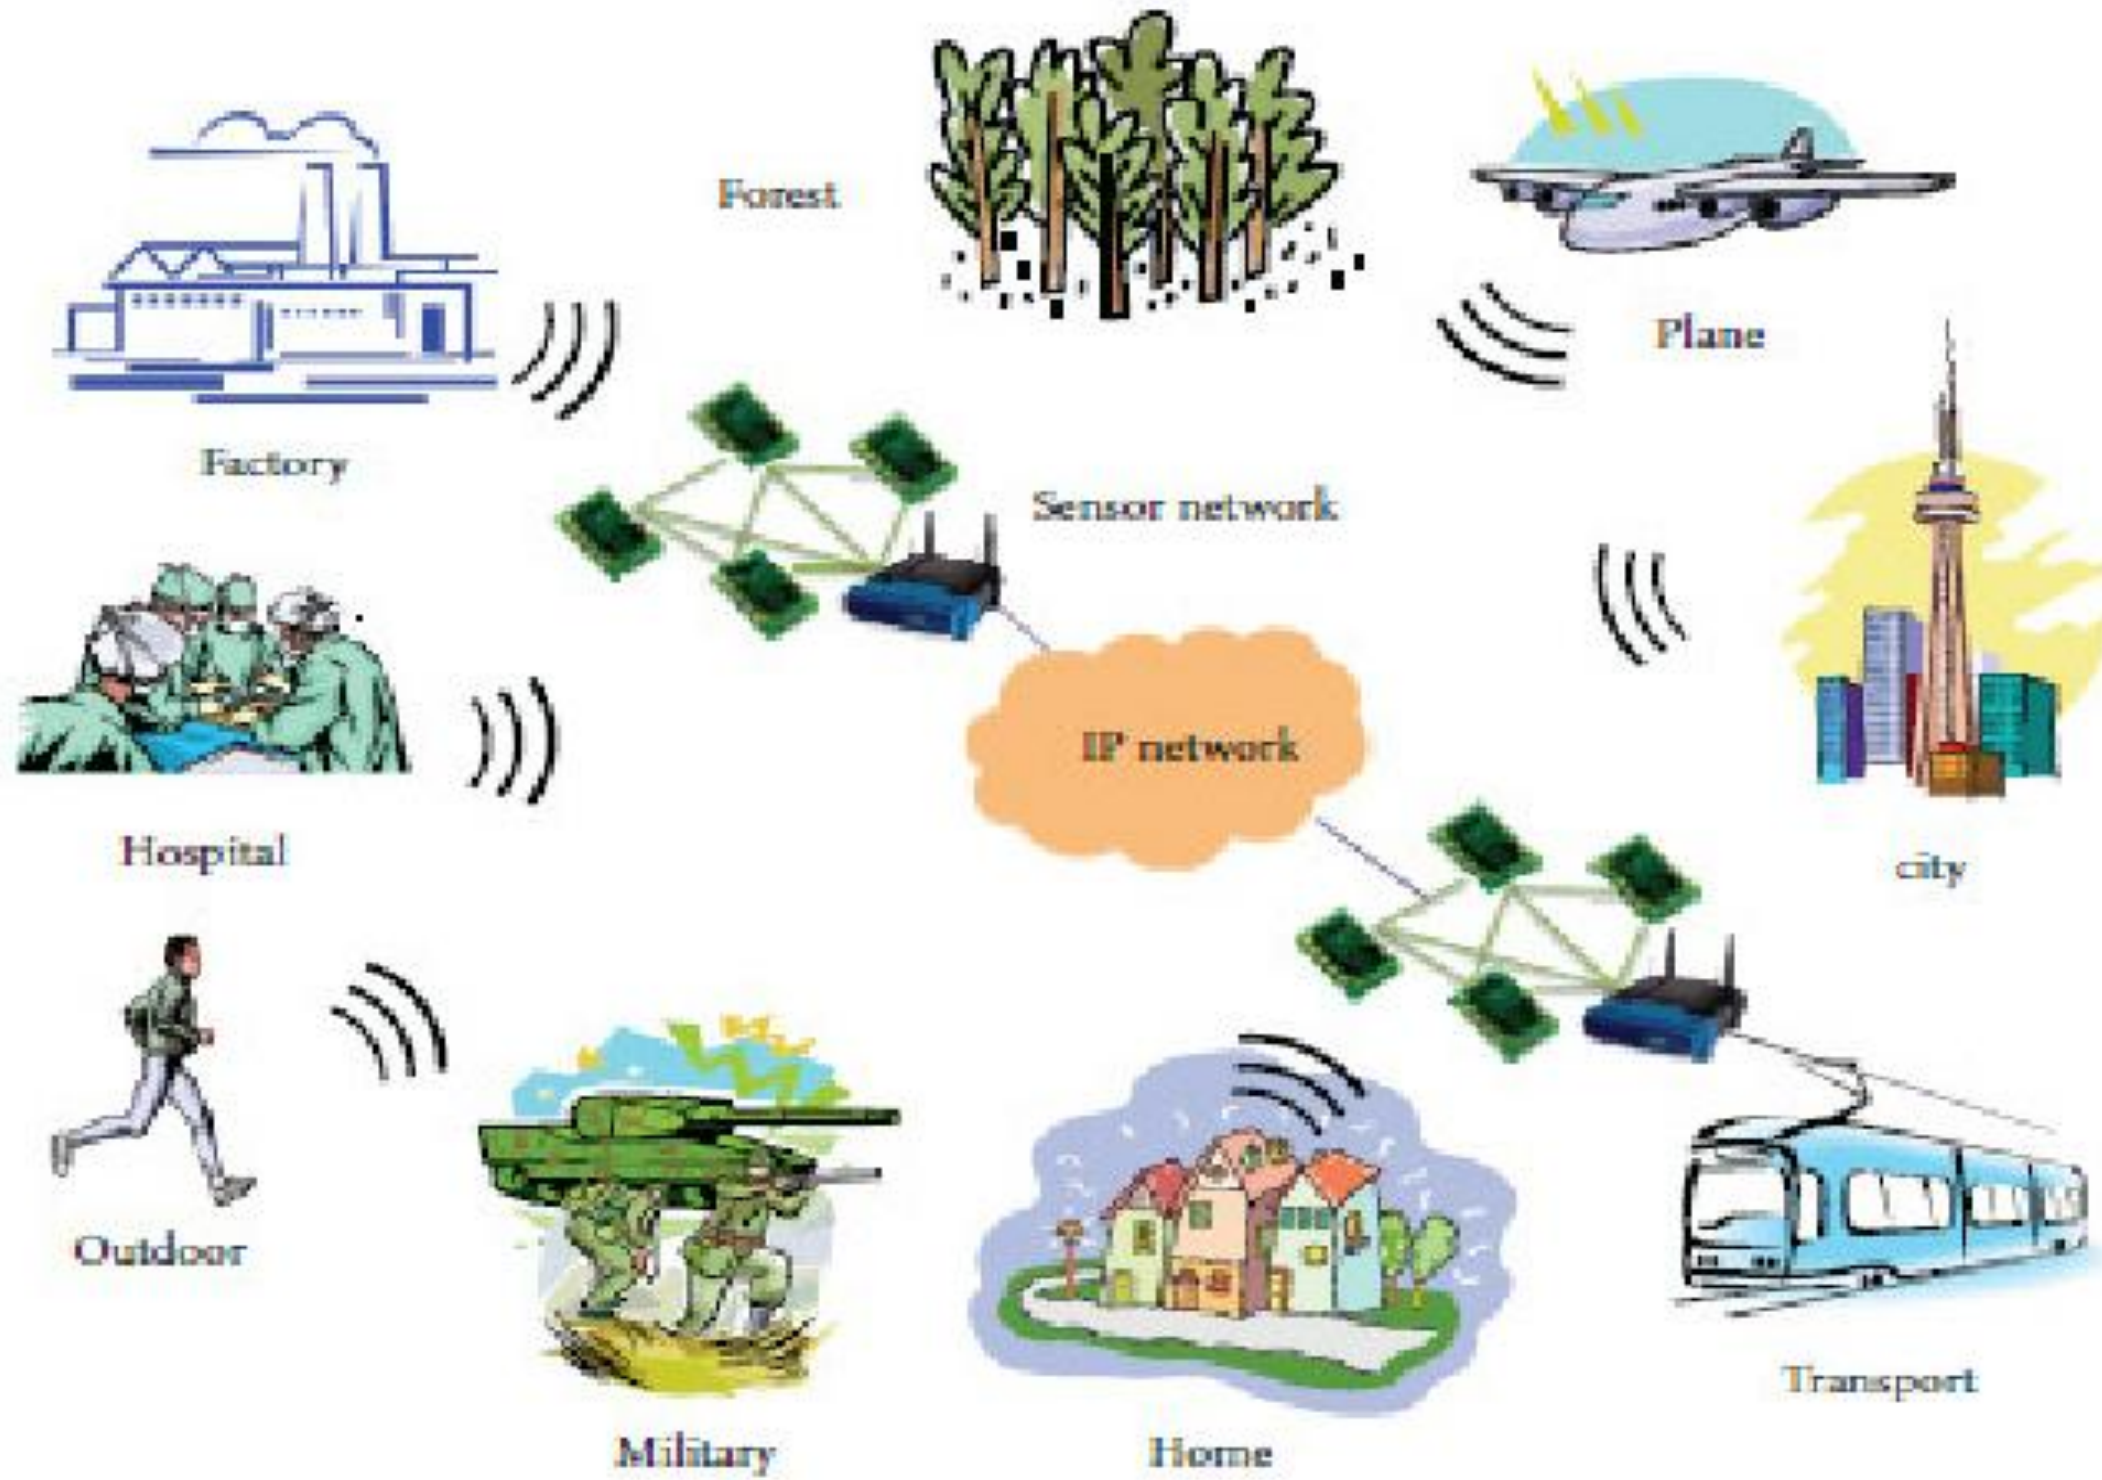 Forest
Plane
Factory
Sensor network
Hospital
IP network
city
Outdoor
Transport
Military
Home